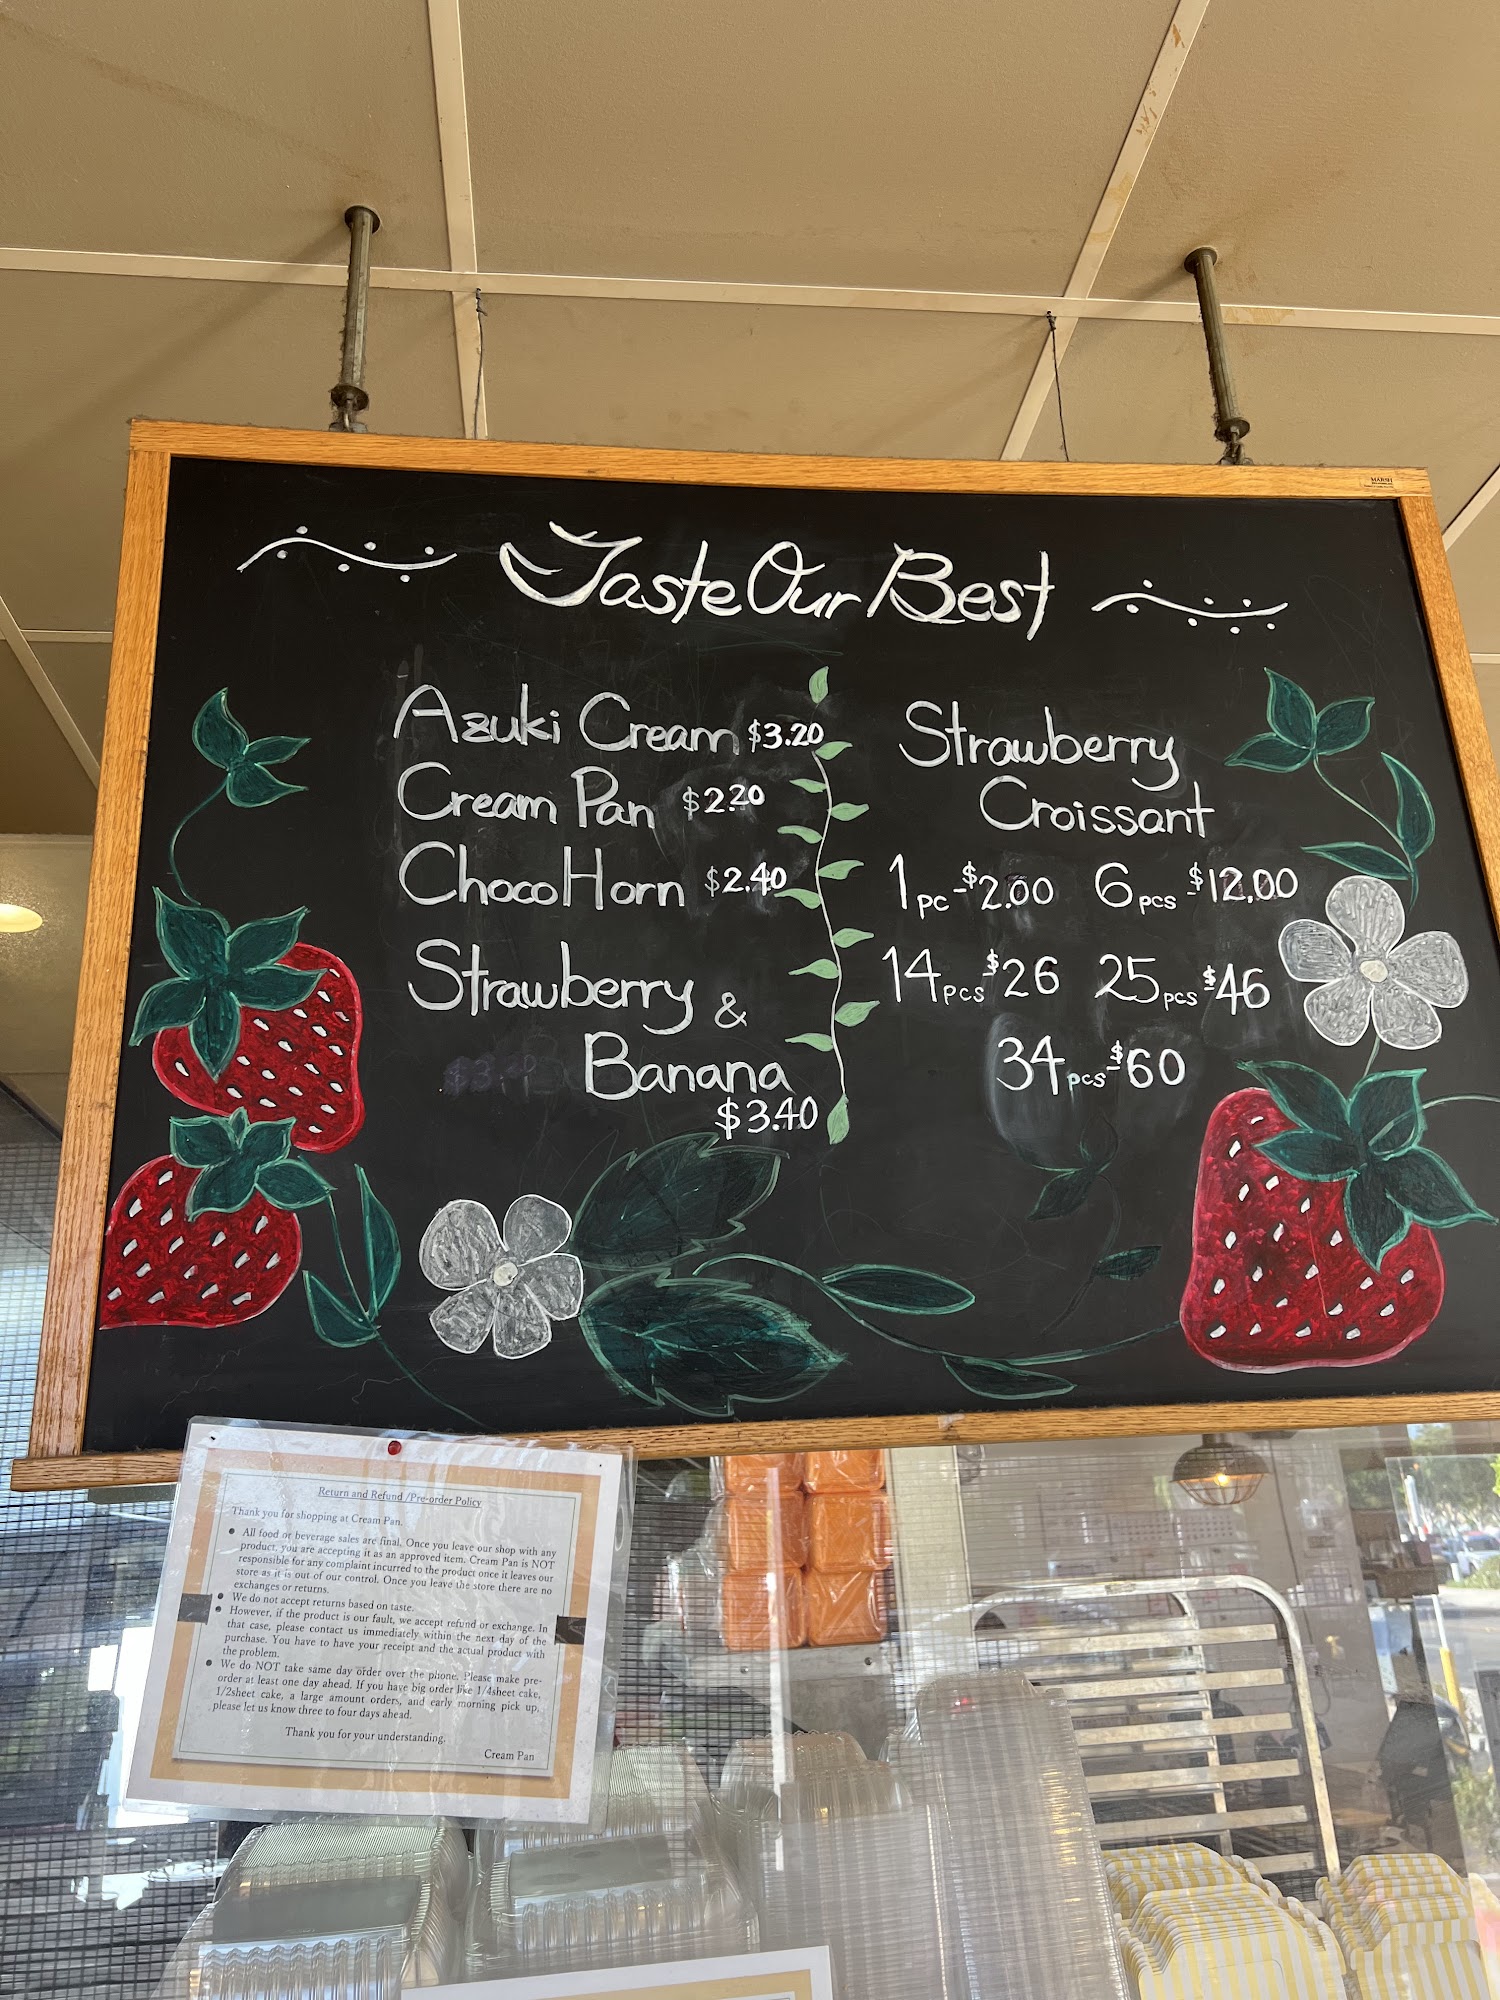 MARSH
Taste Our Best
Azuki Cream $3.20
Cream Pan $2.20
Choco Horn $2.40
Strawberry &
Banana
$3.40
Strawberry
Croissant
1pc-$2.00 6pcs-$12.00
14pcs-$26 25pcs-$46
34pcs-$60
Return and Refund /Pre-order Policy
Thank you for shopping at Cream Pan.
● All food or beverage sales are final. Once you leave our shop with any
product, you are accepting it as an approved item. Cream Pan is NOT
responsible for any complaint incurred to the product once it leaves our
store as it is out of our control. Once you leave the store there are no
exchanges or returns.
● We do not accept returns based on taste.
● However, if the product is our fault, we accept refund or exchange. In
that case, please contact us immediately within the next day of the
purchase. You have to have your receipt and the actual product with
the problem.
● We do NOT take same day order over the phone. Please make pre-
order at least one day ahead. If you have big order like 1/4sheet cake,
1/2sheet cake, a large amount orders, and early morning pick up,
please let us know three to four days ahead.
Thank you for your understanding.
Cream Pan